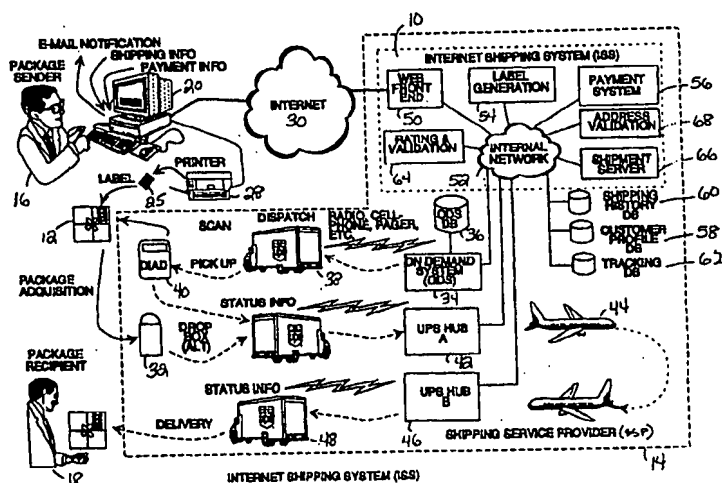 10
E-MAIL NOTIFICATION
SHIPPING INFO
PAYMENT INFO
PACKAGE SENDER
20
16
INTERNET
30
INTERNET SHIPPING SYSTEM (ISS)
WEB FRONT END
50
LABEL GENERATION
54
PAYMENT SYSTEM
56
ADDRESS VALIDATION
68
RATING & VALIDATION
64
INTERNAL NETWORK
52
SHIPMENT SERVER
66
PRINTER
28
LABEL
25
12
SHIPPING HISTORY DB
60
CUSTOMER PROFILE DB
58
TRACKING DB
62
SCAN
DISPATCH
RADIO, CELL-PHONE, PAGER, ETC.
ODS DB
36
PICK UP
38
ON DEMAND SYSTEM (ODS)
34
DIAD
40
PACKAGE ACQUISITION
STATUS INFO
DROP BOX (ALT)
32
UPS HUB A
42
44
PACKAGE RECIPIENT
18
STATUS INFO
DELIVERY
48
UPS HUB B
46
SHIPPING SERVICE PROVIDER (SSP)
14
INTERNET SHIPPING SYSTEM (ISS)